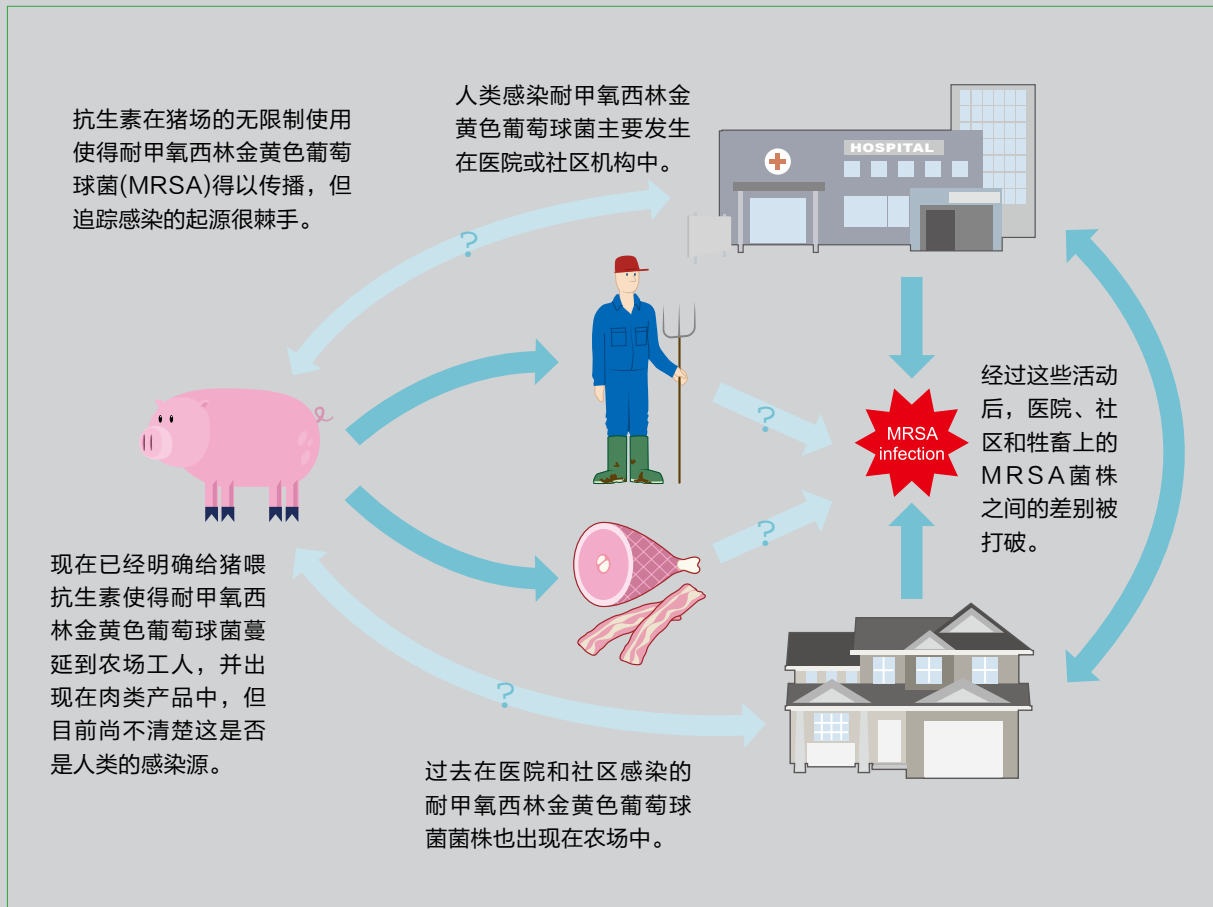 抗生素在猪场的无限制使用
使得耐甲氧西林金黄色葡萄
球菌(MRSA)得以传播，但
追踪感染的起源很棘手。
人类感染耐甲氧西林金
黄色葡萄球菌主要发生
在医院或社区机构中。
HOSPITAL
?
?
MRSA
infection
经过这些活动
后，医院、社
区和牲畜上的
MRSA菌株
之间的差别被
打破。
?
现在已经明确给猪喂
抗生素使得耐甲氧西
林金黄色葡萄球菌蔓
延到农场工人，并出
现在肉类产品中，但
目前尚不清楚这是否
是人类的感染源。
?
过去在医院和社区感染的
耐甲氧西林金黄色葡萄球
菌菌株也出现在农场中。